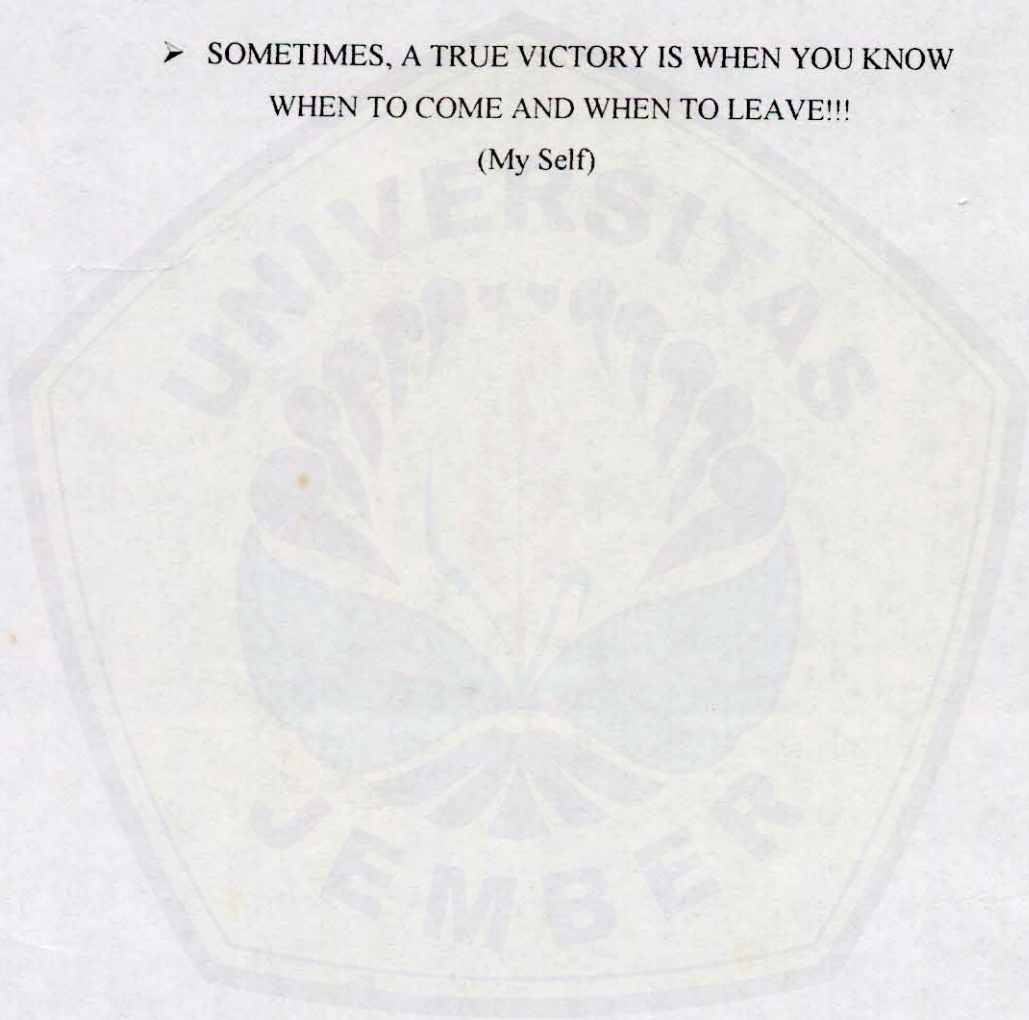 ➢ SOMETIMES, A TRUE VICTORY IS WHEN YOU KNOW
WHEN TO COME AND WHEN TO LEAVE!!!
(My Self)
UNIVERSITAS
JEMBER